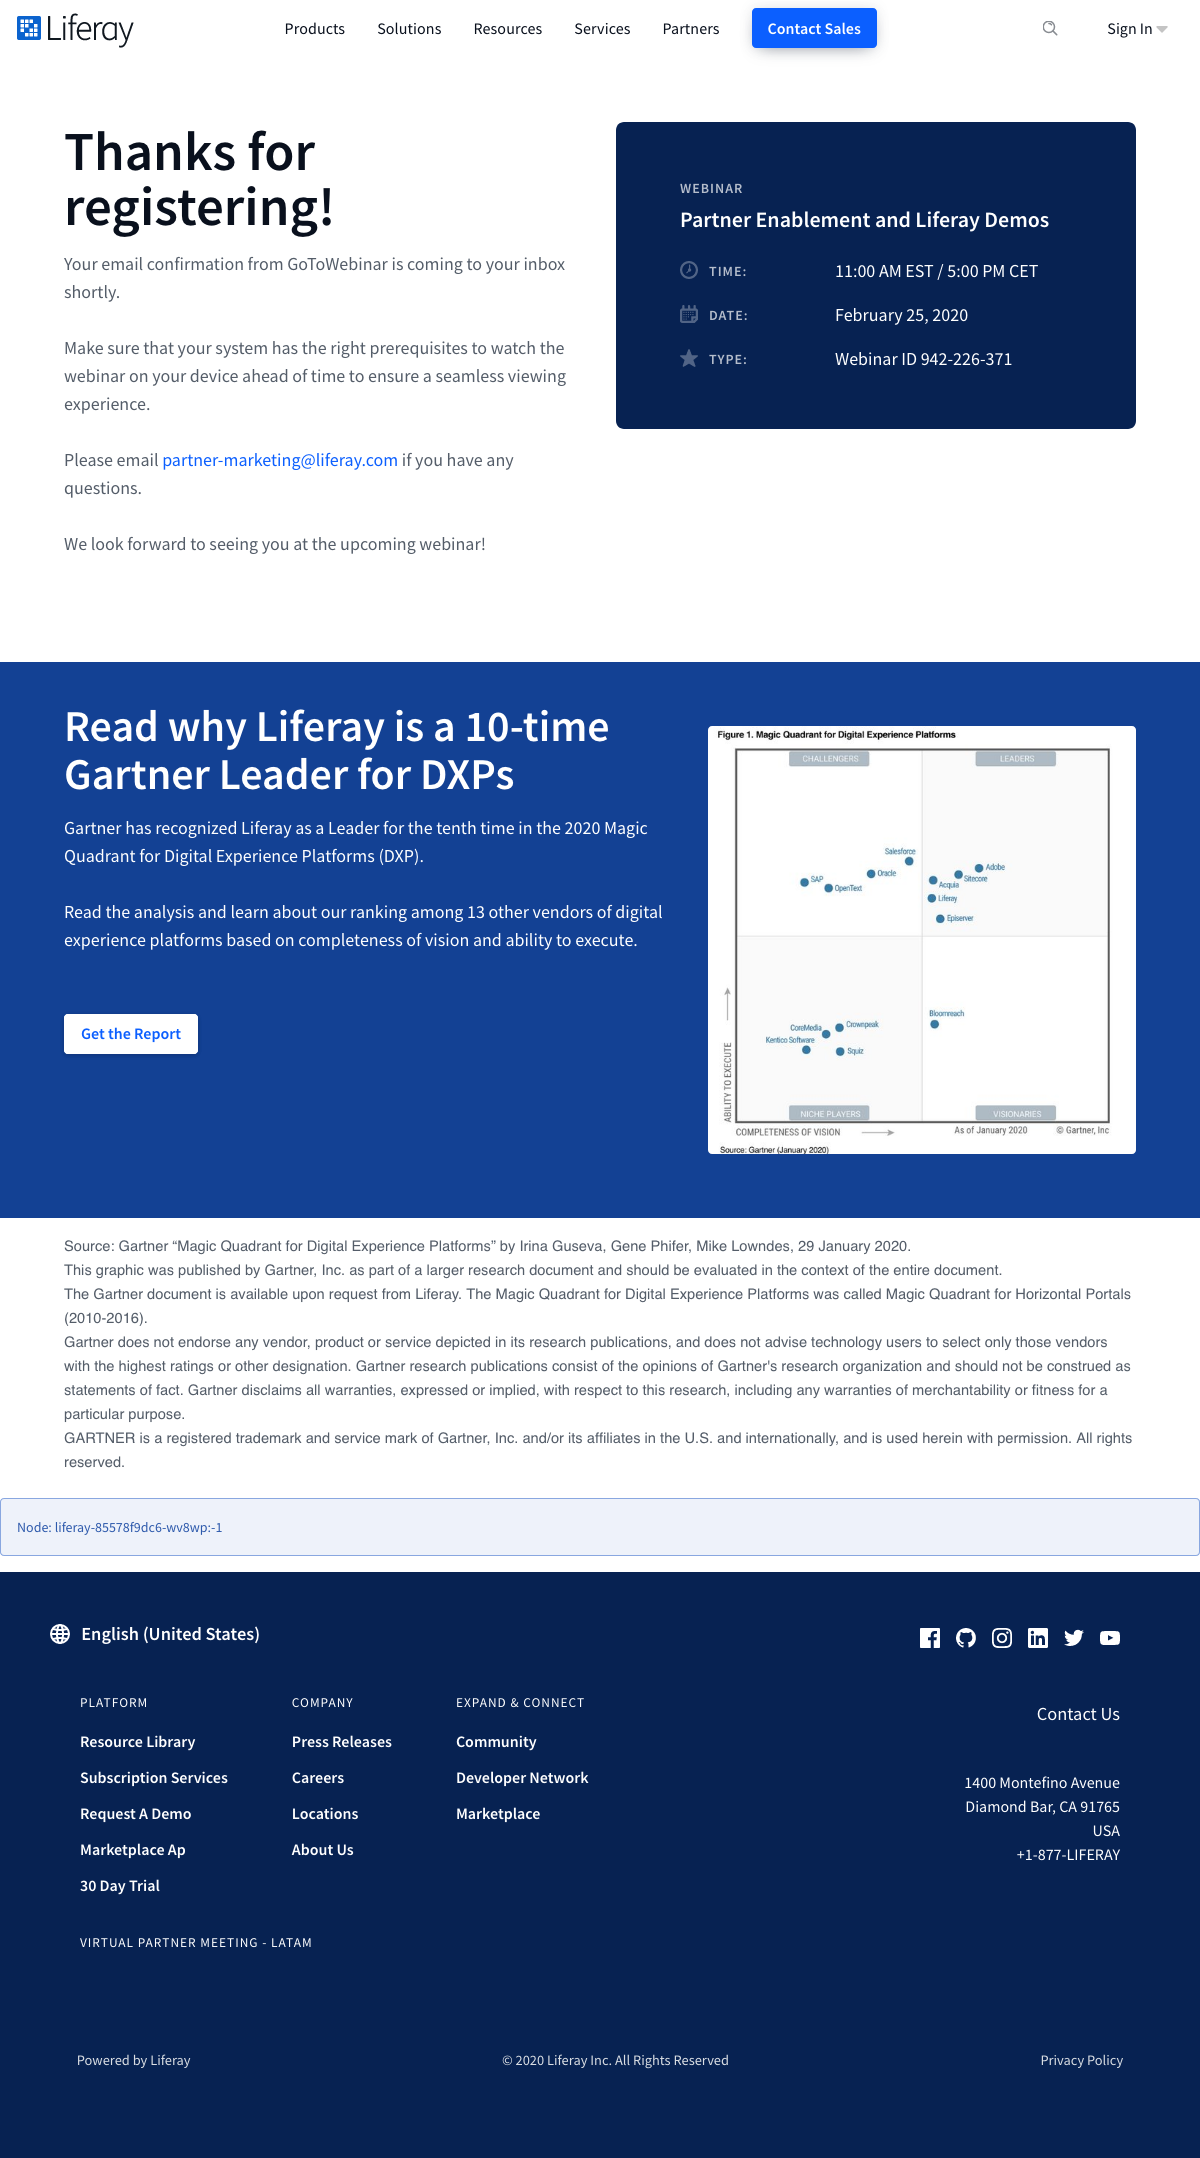 Liferay
Products
Solutions
Resources
Services
Partners
Contact Sales
Sign In
Thanks for
registering!
Your email confirmation from GoToWebinar is coming to your inbox
shortly.
Make sure that your system has the right prerequisites to watch the
webinar on your device ahead of time to ensure a seamless viewing
experience.
Please email partner-marketing@liferay.com if you have any
questions.
We look forward to seeing you at the upcoming webinar!
WEBINAR
Partner Enablement and Liferay Demos
TIME: 11:00 AM EST / 5:00 PM CET
DATE: February 25, 2020
TYPE: Webinar ID 942-226-371
Read why Liferay is a 10-time
Gartner Leader for DXPs
Gartner has recognized Liferay as a Leader for the tenth time in the 2020 Magic
Quadrant for Digital Experience Platforms (DXP).
Read the analysis and learn about our ranking among 13 other vendors of digital
experience platforms based on completeness of vision and ability to execute.
Get the Report
Figure 1. Magic Quadrant for Digital Experience Platforms
CHALLENGERS
LEADERS
Salesforce
SAP
Oracle
OpenText
Adobe
Sitecore
Acquia
Liferay
Episerver
Bloomreach
CoreMedia
Crownpeak
Kentico Software
Squiz
ABILITY TO EXECUTE
NICHE PLAYERS
VISIONARIES
COMPLETENESS OF VISION
As of January 2020
© Gartner, Inc
Source: Gartner (January 2020)
Source: Gartner “Magic Quadrant for Digital Experience Platforms” by Irina Guseva, Gene Phifer, Mike Lowndes, 29 January 2020.
This graphic was published by Gartner, Inc. as part of a larger research document and should be evaluated in the context of the entire document.
The Gartner document is available upon request from Liferay. The Magic Quadrant for Digital Experience Platforms was called Magic Quadrant for Horizontal Portals
(2010-2016).
Gartner does not endorse any vendor, product or service depicted in its research publications, and does not advise technology users to select only those vendors
with the highest ratings or other designation. Gartner research publications consist of the opinions of Gartner's research organization and should not be construed as
statements of fact. Gartner disclaims all warranties, expressed or implied, with respect to this research, including any warranties of merchantability or fitness for a
particular purpose.
GARTNER is a registered trademark and service mark of Gartner, Inc. and/or its affiliates in the U.S. and internationally, and is used herein with permission. All rights
reserved.
Node: liferay-85578f9dc6-wv8wp:-1
English (United States)
PLATFORM
Resource Library
Subscription Services
Request A Demo
Marketplace Ap
30 Day Trial
COMPANY
Press Releases
Careers
Locations
About Us
EXPAND & CONNECT
Community
Developer Network
Marketplace
Contact Us
1400 Montefino Avenue
Diamond Bar, CA 91765
USA
+1-877-LIFERAY
VIRTUAL PARTNER MEETING - LATAM
Powered by Liferay
© 2020 Liferay Inc. All Rights Reserved
Privacy Policy